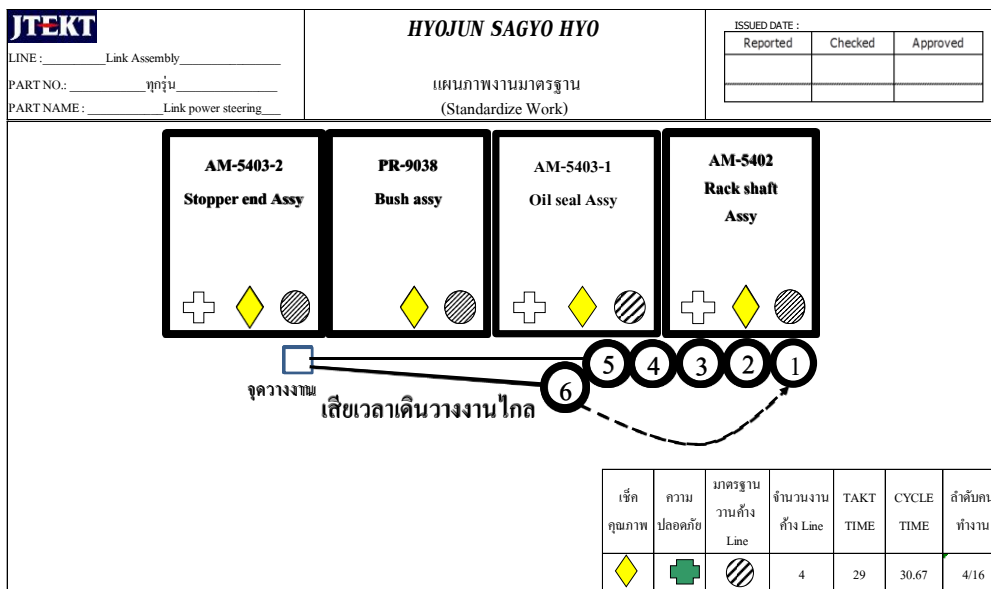 JTEKT
HYOJUN SAGYO HYO
ISSUED DATE :
Reported Checked Approved
LINE :__________Link Assembly__________________
PART NO.: ______________ทุกรุ่น__________________
แผนภาพงานมาตรฐาน
PART NAME : ______________Link power steering___
(Standardize Work)
AM-5403-2
Stopper end Assy
PR-9038
Bush assy
AM-5403-1
Oil seal Assy
AM-5402
Rack shaft
Assy
5 4 3 2 1
6
จุดวางงาน
เสียเวลาเดินวางงานไกล
เช็ค
คุณภาพ
ความ
ปลอดภัย
มาตรฐาน
วานค้าง
Line
จำนวนงาน
ค้าง Line
TAKT
TIME
CYCLE
TIME
ลำดับคน
ทำงาน
4 29 30.67 4/16